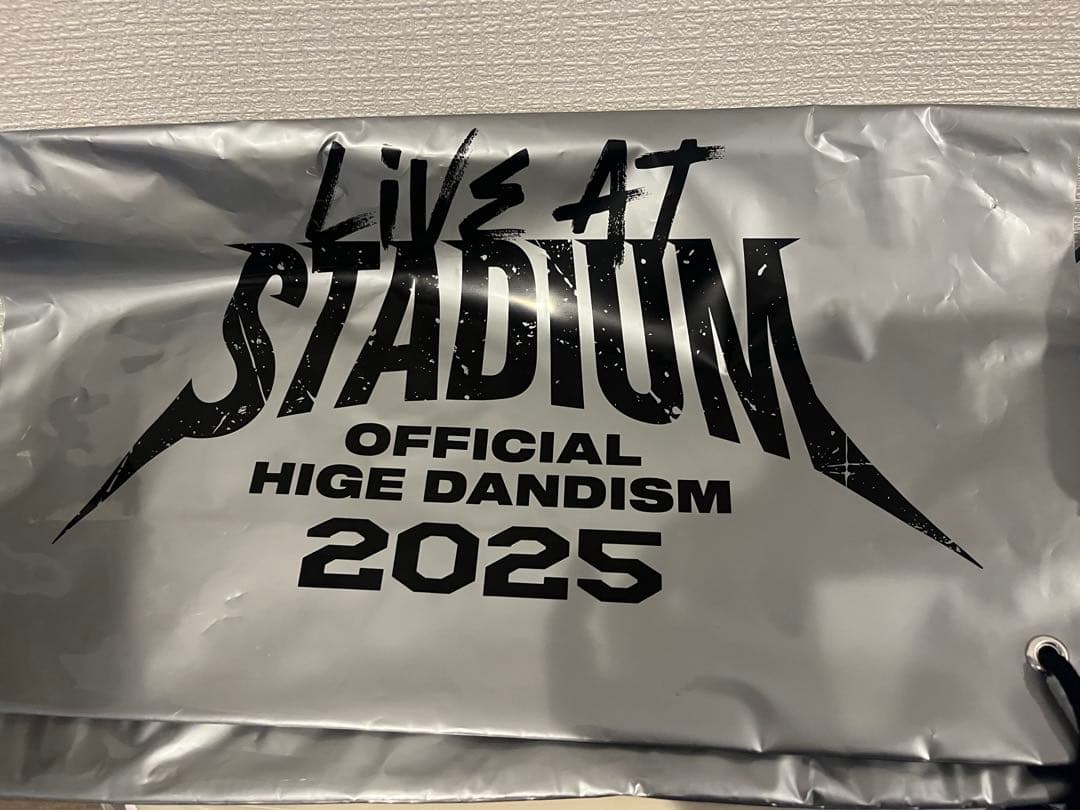 LiVE AT
STADIUM
OFFICIAL
HIGE DANDISM
2025